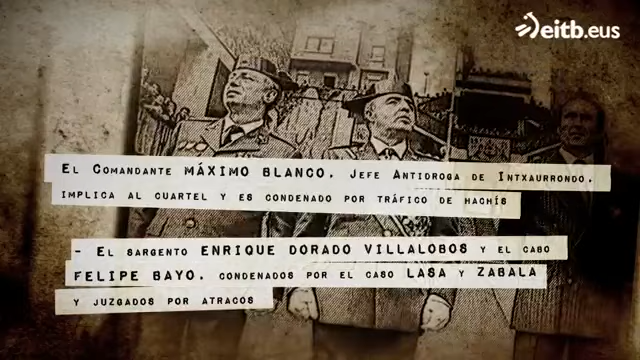 eitb.eus
EL COMANDANTE MÁXIMO BLANCO, JEFE ANTIDROGA DE INTXAURRONDO,
IMPLICA AL CUARTEL Y ES CONDENADO POR TRÁFICO DE HACHÍS
- EL SARGENTO ENRIQUE DORADO VILLALOBOS Y EL CABO
FELIPE BAYO, CONDENADOS POR EL CASO LASA Y ZABALA
Y JUZGADOS POR ATRACOS